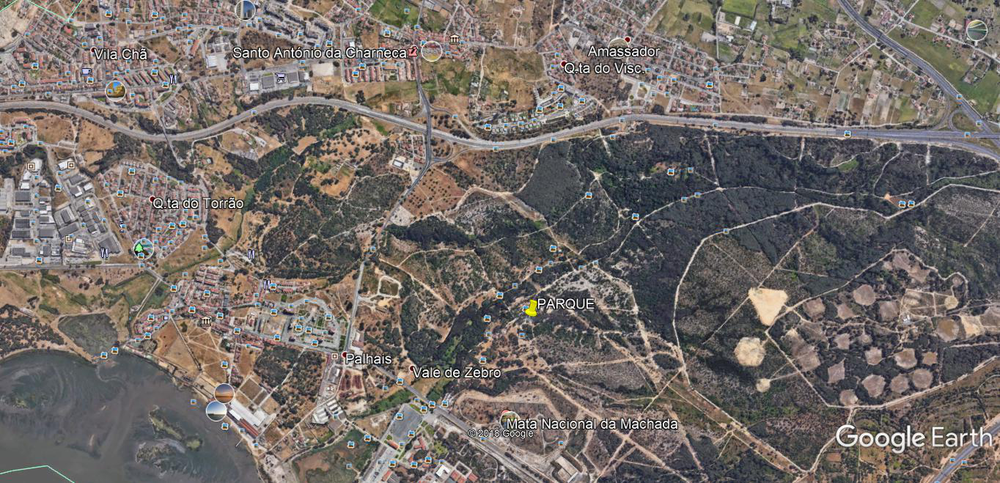 Vila Chã
Santo António da Charneca
Amassador
Q.ta do Visc.
Q.ta do Torrão
PARQUE
Palhais
Vale de Zebro
Mata Nacional da Machada
© 2018 Google
Google Earth